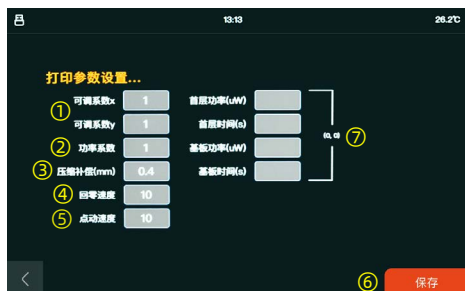 13:13 26.2℃
打印参数设置...
① 可调系数x 1 首层功率(uW)
可调系数y 1 首层时间(s)
② 功率系数 1 基板功率(uW)
③ 压缩补偿(mm) 0.4 基板时间(s)
(0, 0) ⑦
④ 回零速度 10
⑤ 点动速度 10
⑥ 保存